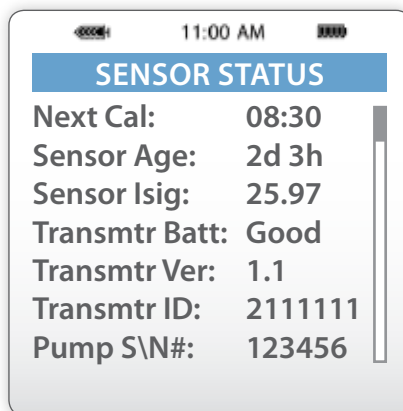 11:00 AM
SENSOR STATUS
Next Cal: 08:30
Sensor Age: 2d 3h
Sensor Isig: 25.97
Transmtr Batt: Good
Transmtr Ver: 1.1
Transmtr ID: 2111111
Pump S\N#: 123456